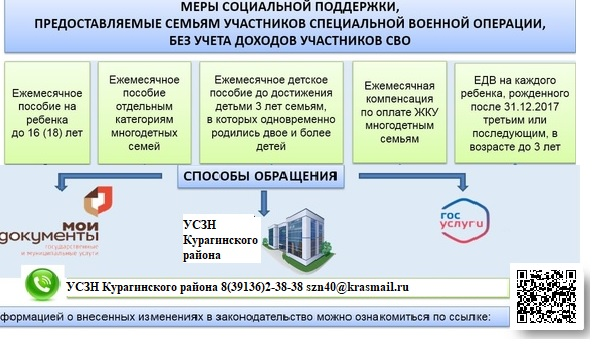 МЕРЫ СОЦИАЛЬНОЙ ПОДДЕРЖКИ,
ПРЕДОСТАВЛЯЕМЫЕ СЕМЬЯМ УЧАСТНИКОВ СПЕЦИАЛЬНОЙ ВОЕННОЙ ОПЕРАЦИИ,
БЕЗ УЧЕТА ДОХОДОВ УЧАСТНИКОВ СВО
Ежемесячное
пособие на
ребенка
до 16 (18) лет
Ежемесячное
пособие
отдельным
категориям
многодетных
семей
Ежемесячное детское
пособие до достижения
детьми 3 лет семьям,
в которых одновременно
родились двое и более
детей
Ежемесячная
компенсация
по оплате ЖКУ
многодетным
семьям
ЕДВ на каждого
ребенка, рожденного
после 31.12.2017
третьим или
последующим, в
возрасте до 3 лет
СПОСОБЫ ОБРАЩЕНИЯ
мои
документы
государственные
и муниципальные услуги
УСЗН
Курагинского
района
гос
услуги
УСЗН Курагинского района 8(39136)2-38-38 szn40@krasmail.ru
формацией о внесенных изменениях в законодательство можно ознакомиться по ссылке: